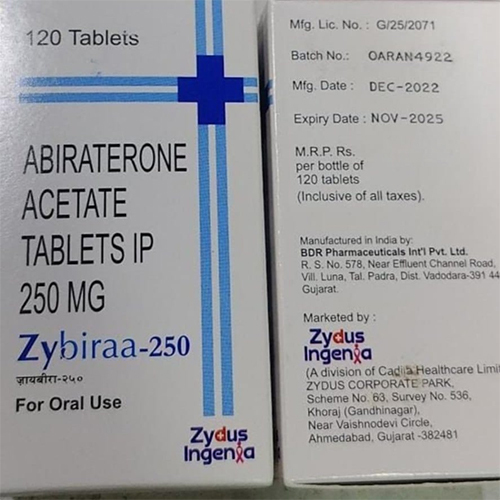 120 Tablets
ABIRATERONE
ACETATE
TABLETS IP
250 MG
Zybiraa-250
ज़ायबीरा-२५०
For Oral Use
Zydus
Ingenia
Mfg. Lic. No. : G/25/2071
Batch No.: OARAN4922
Mfg. Date : DEC-2022
Expiry Date : NOV-2025
M.R.P. Rs.
per bottle of
120 tablets
(Inclusive of all taxes).
Manufactured in India by:
BDR Pharmaceuticals Int'l Pvt. Ltd.
R. S. No. 578, Near Effluent Channel Road,
Vill. Luna, Tal. Padra, Dist. Vadodara-391 44
Gujarat.
Marketed by :
Zydus
Ingenia
(A division of Cadila Healthcare Limi
ZYDUS CORPORATE PARK,
Scheme No. 63, Survey No. 536,
Khoraj (Gandhinagar),
Near Vaishnodevi Circle,
Ahmedabad, Gujarat -382481